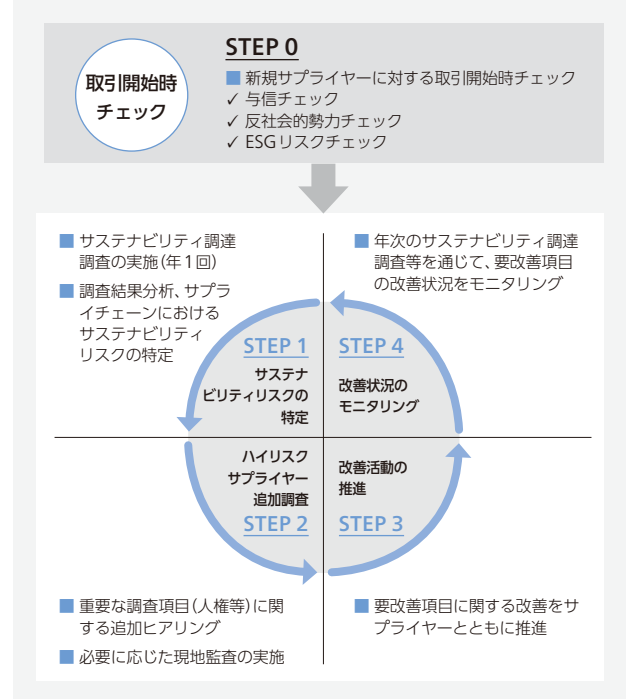 取引開始時
チェック
STEP 0
■ 新規サプライヤーに対する取引開始時チェック
✓ 与信チェック
✓ 反社会的勢力チェック
✓ ESGリスクチェック
■ サステナビリティ調達
調査の実施(年1回)
■ 調査結果分析、サプラ
イチェーンにおける
サステナビリティ
リスクの特定
STEP 1
サステナ
ビリティリスクの
特定
■ 年次のサステナビリティ調達
調査等を通じて、要改善項目
の改善状況をモニタリング
STEP 4
改善状況の
モニタリング
ハイリスク
サプライヤー
追加調査
STEP 2
■ 重要な調査項目(人権等)に関
する追加ヒアリング
■ 必要に応じた現地監査の実施
改善活動の
推進
STEP 3
■ 要改善項目に関する改善をサ
プライヤーとともに推進